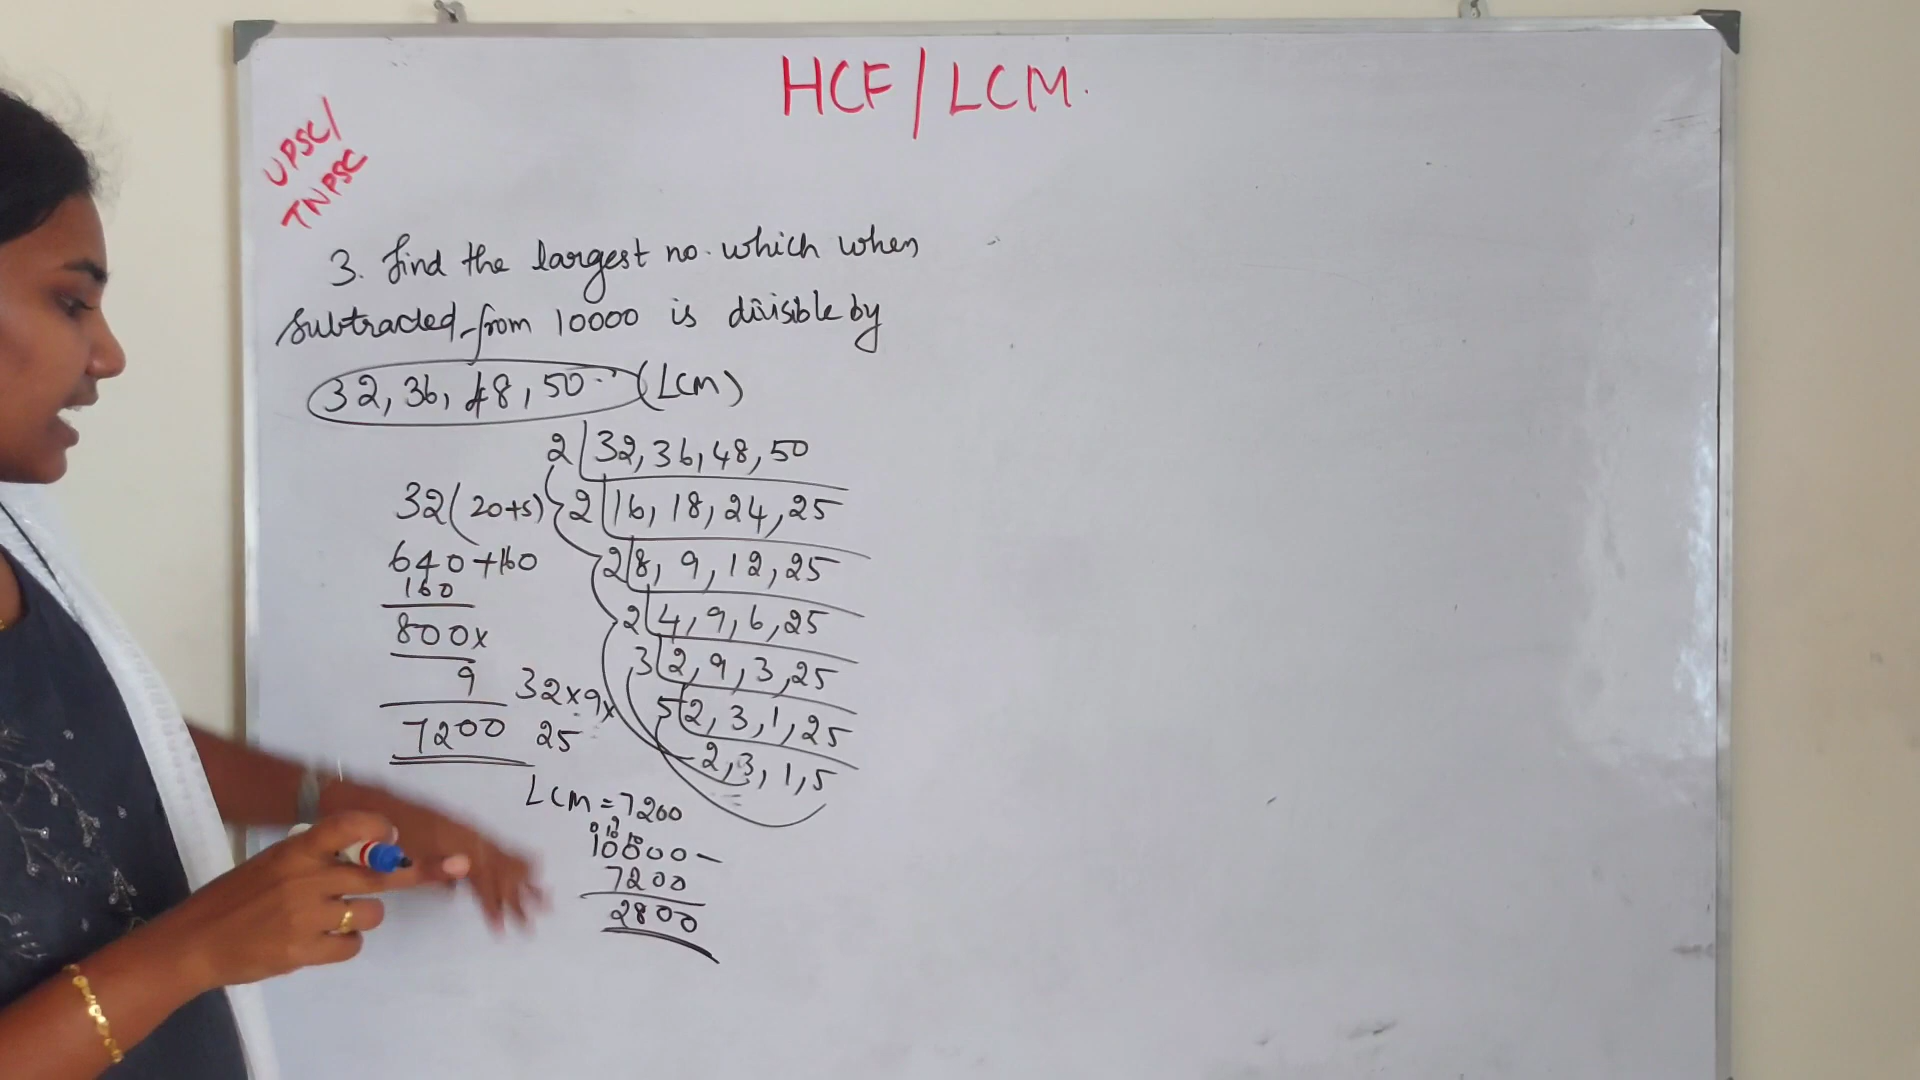 HCF/LCM.
UPSC/
TNPSC
3. find the largest no. which when
subtracted from 10000 is divisible by
32, 36, 48, 50. (LCM)
2 32, 36, 48, 50
32(20+5) 2 16, 18, 24, 25
640+160 2 8, 9, 12, 25
160
2 4, 9, 6, 25
800x
3 2, 9, 3, 25
9
32x9x 5 2, 3, 1, 25
7200 25
2, 3, 1, 5
LCM = 7200
10000 -
7200
2800